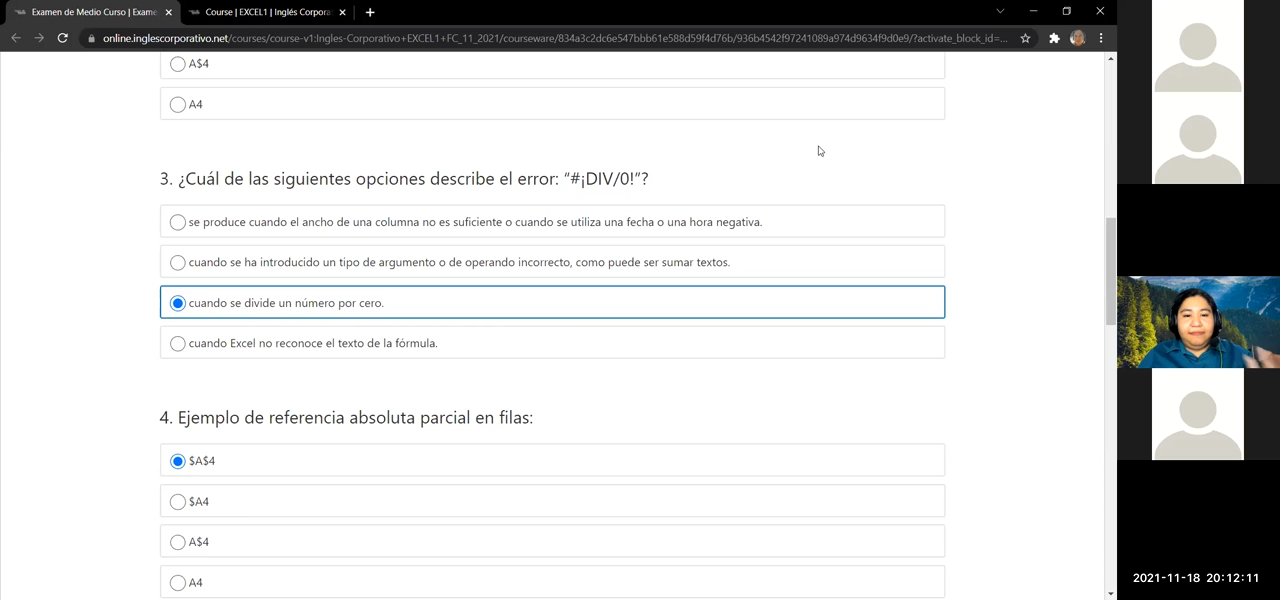 Examen de Medio Curso | Exame
Course | EXCEL1 | Inglés Corpora
online.inglescorporativo.net/courses/course-v1:Ingles-Corporativo+EXCEL1+FC_11_2021/courseware/834a3c2dc6e547bbb61e588d59f4d76b/936b4542f97241089a974d9634f9d0e9/?activate_block_id=...
A$4
A4
3. ¿Cuál de las siguientes opciones describe el error: “#¡DIV/0!”?
se produce cuando el ancho de una columna no es suficiente o cuando se utiliza una fecha o una hora negativa.
cuando se ha introducido un tipo de argumento o de operando incorrecto, como puede ser sumar textos.
cuando se divide un número por cero.
cuando Excel no reconoce el texto de la fórmula.
4. Ejemplo de referencia absoluta parcial en filas:
$A$4
$A4
A$4
A4
2021-11-18 20:12:11